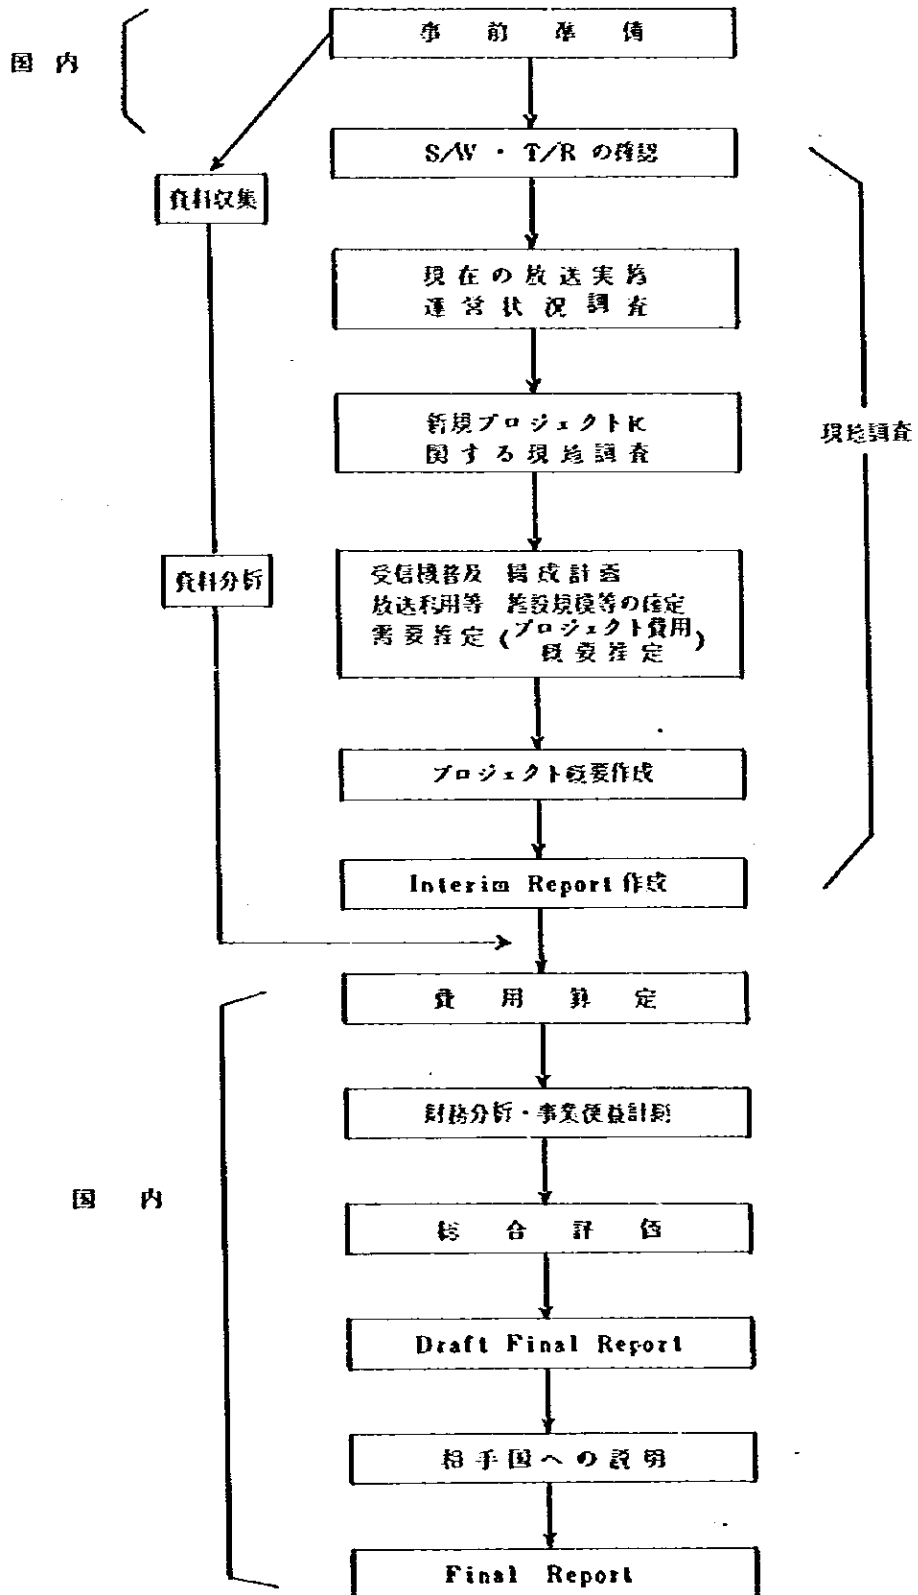 事前準備
国内
S/W・T/Rの確認
資料収集
現在の放送実施
運営状況調査
新規プロジェクトに
関する現地調査
現地調査
資料分析
受信機普及 構成計画
放送利用等 施設規模等の確定
需要推定 (プロジェクト費用
概要推定)
プロジェクト概要作成
Interim Report 作成
費用算定
財務分析・事業便益計測
国内
総合評価
Draft Final Report
相手国への説明
Final Report